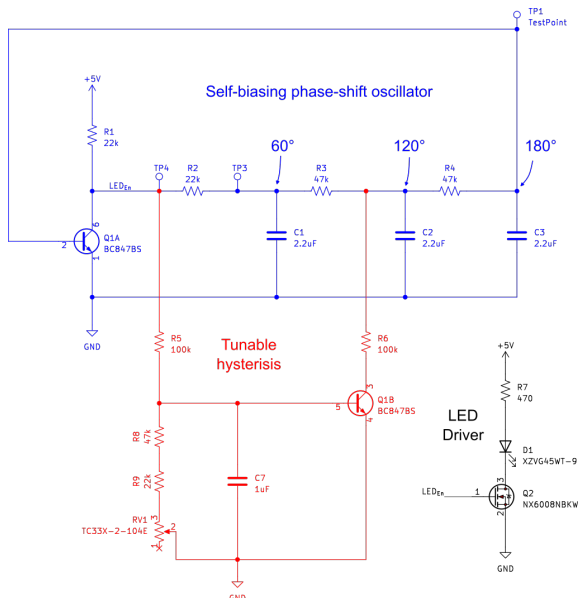 TP1
TestPoint
+5V
Self-biasing phase-shift oscillator
R1
22k
60°
120°
180°
TP4
R2
22k
TP3
R3
47k
R4
47k
LEDEn
6
2
Q1A
BC847BS
1
C1
2.2uF
C2
2.2uF
C3
2.2uF
GND
R5
100k
Tunable
hysterisis
R6
100k
+5V
3
5
Q1B
BC847BS
4
R7
470
LED
Driver
R8
47k
D1
XZVG45WT-9
R9
22k
C7
1uF
3
LEDEn
1
Q2
NX6008NBKW
2
RV1
3
2
TC33X-2-104E
1
GND
GND